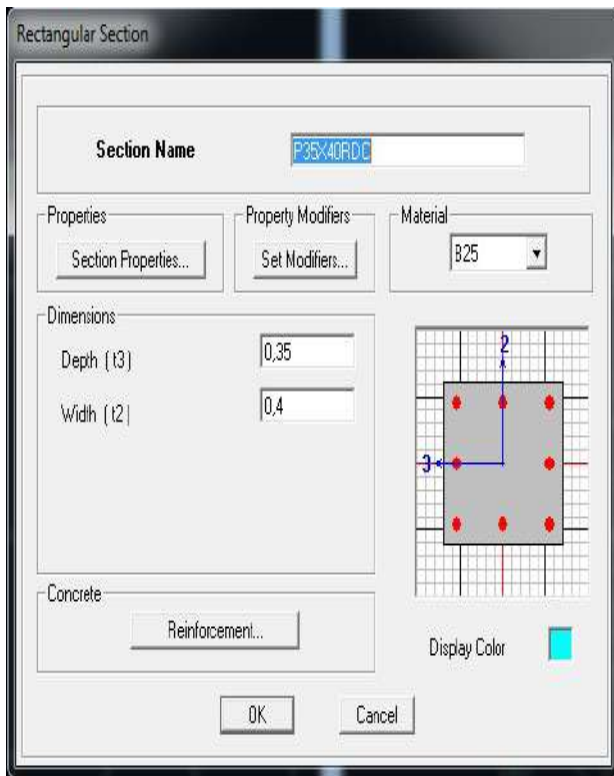 Rectangular Section
Section Name P35X40RDC
Properties Property Modifiers Material
Section Properties... Set Modifiers... B25
Dimensions
Depth ( t3 ) 0,35
Width ( t2 ) 0,4
2
3
Concrete
Reinforcement...
Display Color
OK Cancel